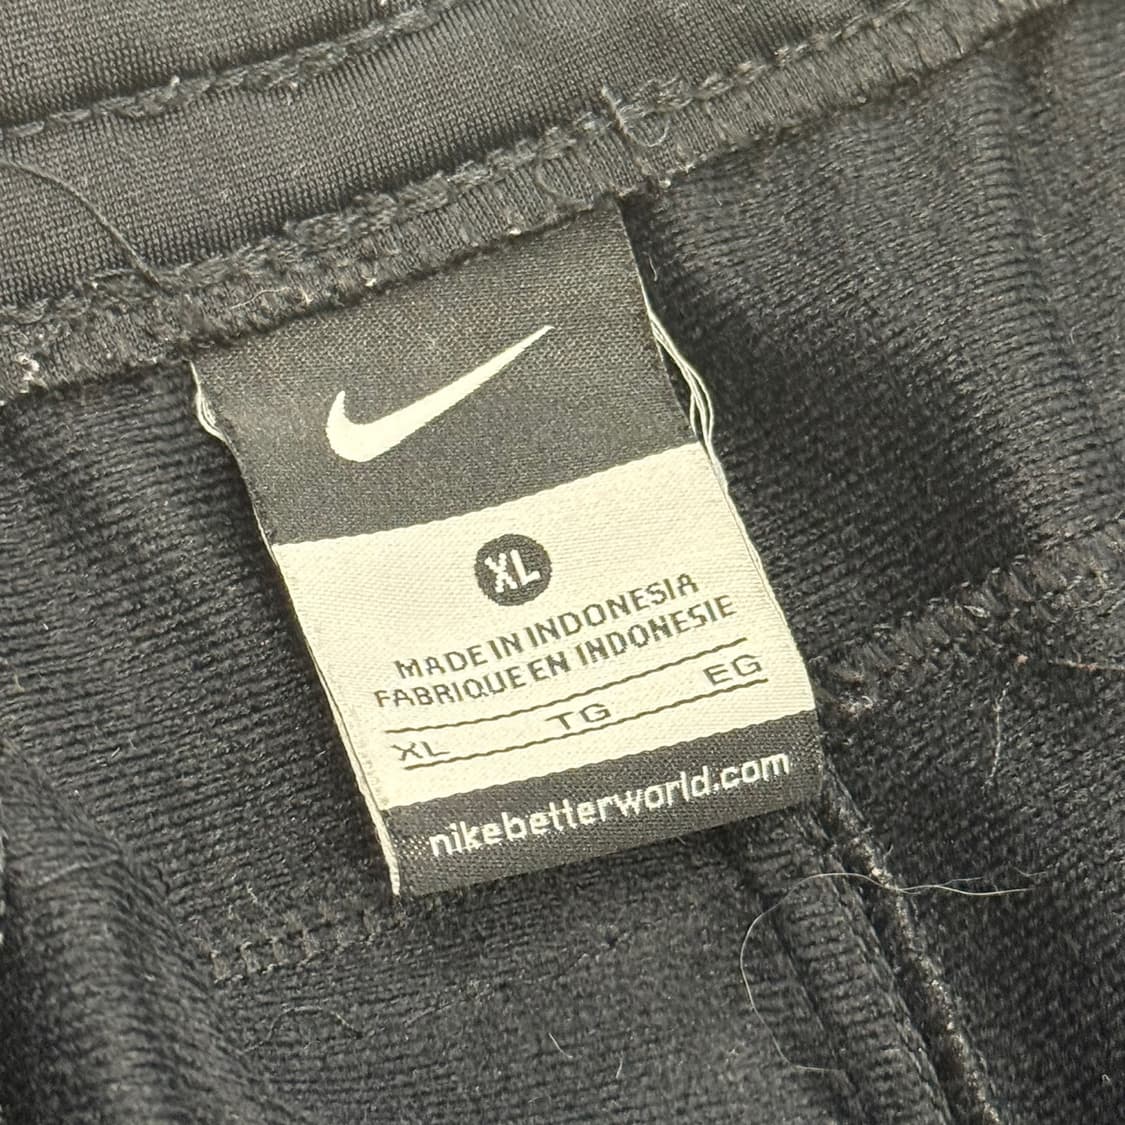 XL
MADE IN INDONESIA
FABRIQUE EN INDONESIE
XL TG EG
nikebetterworld.com